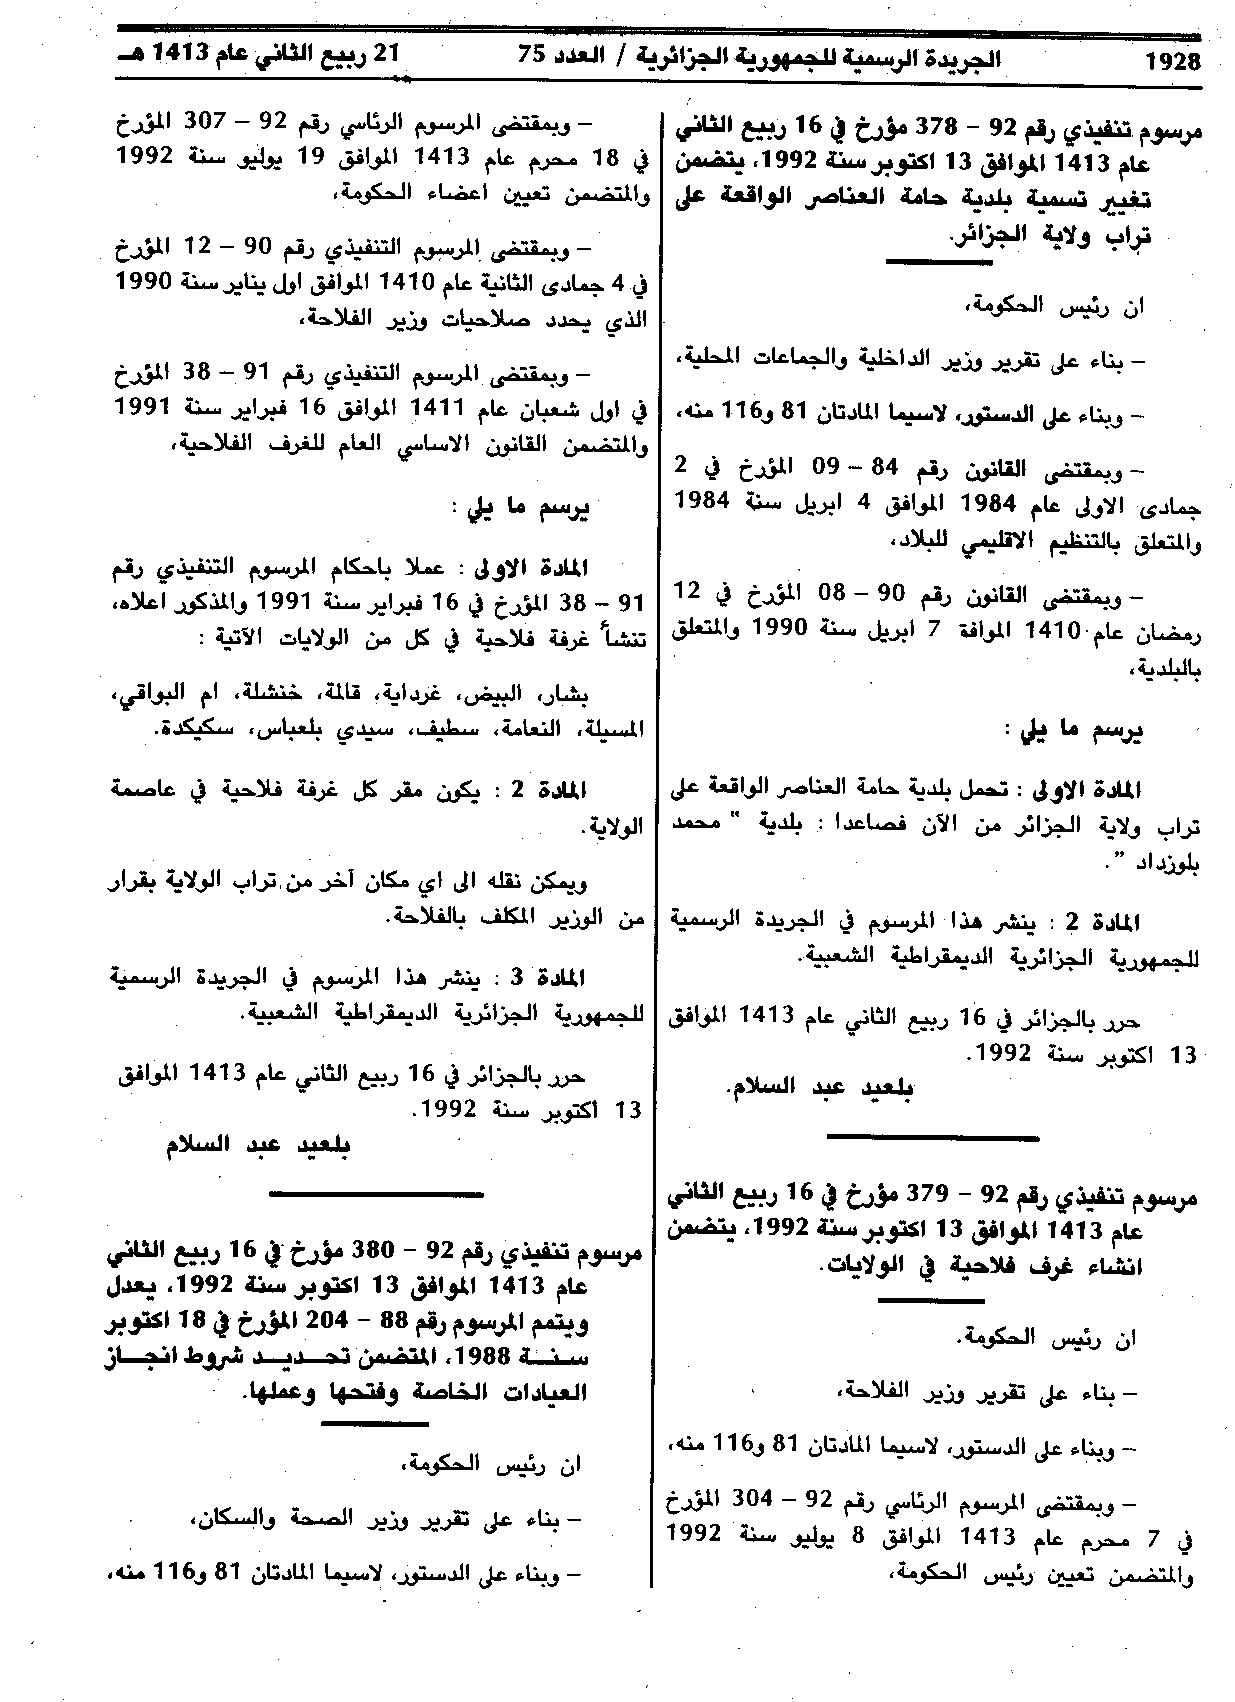 1928
الجريدة الرسمية للجمهورية الجزائرية / العدد 75
21 ربيع الثاني عام 1413 هـ
مرسوم تنفيذي رقم 92 – 378 مؤرخ في 16 ربيع الثاني
عام 1413 الموافق 13 اكتوبر سنة 1992، يتضمن
تغيير تسمية بلدية حامة العناصر الواقعة على
تراب ولاية الجزائر.
ان رئيس الحكومة،
– بناء على تقرير وزير الداخلية والجماعات المحلية،
– وبناء على الدستور، لاسيما المادتان 81 و116 منه،
– وبمقتضى القانون رقم 84 – 09 المؤرخ في 2
جمادى الاولى عام 1984 الموافق 4 ابريل سنة 1984
والمتعلق بالتنظيم الاقليمي للبلاد،
– وبمقتضى القانون رقم 90 – 08 المؤرخ في 12
رمضان عام 1410 الموافة 7 ابريل سنة 1990 والمتعلق
بالبلدية،
يرسم ما يلي :
المادة الاولى : تحمل بلدية حامة العناصر الواقعة على
تراب ولاية الجزائر من الآن فصاعدا : بلدية " محمد
بلوزداد ".
المادة 2 : ينشر هذا المرسوم في الجريدة الرسمية
للجمهورية الجزائرية الديمقراطية الشعبية.
حرر بالجزائر في 16 ربيع الثاني عام 1413 الموافق
13 اكتوبر سنة 1992.
بلعيد عبد السلام.
مرسوم تنفيذي رقم 92 – 379 مؤرخ في 16 ربيع الثاني
عام 1413 الموافق 13 اكتوبر سنة 1992، يتضمن
انشاء غرف فلاحية في الولايات.
ان رئيس الحكومة.
– بناء على تقرير وزير الفلاحة،
– وبناء على الدستور، لاسيما المادتان 81 و116 منه،
– وبمقتضى المرسوم الرئاسي رقم 92 – 304 المؤرخ
في 7 محرم عام 1413 الموافق 8 يوليو سنة 1992
والمتضمن تعيين رئيس الحكومة،
– وبمقتضى المرسوم الرئاسي رقم 92 – 307 المؤرخ
في 18 محرم عام 1413 الموافق 19 يوليو سنة 1992
والمتضمن تعيين اعضاء الحكومة،
– وبمقتضى المرسوم التنفيذي رقم 90 – 12 المؤرخ
في 4 جمادى الثانية عام 1410 الموافق اول يناير سنة 1990
الذي يحدد صلاحيات وزير الفلاحة،
– وبمقتضى المرسوم التنفيذي رقم 91 – 38 المؤرخ
في اول شعبان عام 1411 الموافق 16 فبراير سنة 1991
والمتضمن القانون الاساسي العام للغرف الفلاحية،
يرسم ما يلي :
المادة الاولى : عملا باحكام المرسوم التنفيذي رقم
91 – 38 المؤرخ في 16 فبراير سنة 1991 والمذكور اعلاه،
تنشأ غرفة فلاحية في كل من الولايات الآتية :
بشار، البيض، غرداية، قالمة، خنشلة، ام البواقي،
المسيلة، النعامة، سطيف، سيدي بلعباس، سكيكدة.
المادة 2 : يكون مقر كل غرفة فلاحية في عاصمة
الولاية.
ويمكن نقله الى اي مكان آخر من تراب الولاية بقرار
من الوزير المكلف بالفلاحة.
المادة 3 : ينشر هذا المرسوم في الجريدة الرسمية
للجمهورية الجزائرية الديمقراطية الشعبية.
حرر بالجزائر في 16 ربيع الثاني عام 1413 الموافق
13 اكتوبر سنة 1992.
بلعيد عبد السلام
مرسوم تنفيذي رقم 92 – 380 مؤرخ في 16 ربيع الثاني
عام 1413 الموافق 13 اكتوبر سنة 1992، يعدل
ويتمم المرسوم رقم 88 – 204 المؤرخ في 18 اكتوبر
سنة 1988، المتضمن تحديد شروط انجاز
العيادات الخاصة وفتحها وعملها.
ان رئيس الحكومة،
– بناء على تقرير وزير الصحة والسكان،
– وبناء على الدستور، لاسيما المادتان 81 و116 منه،